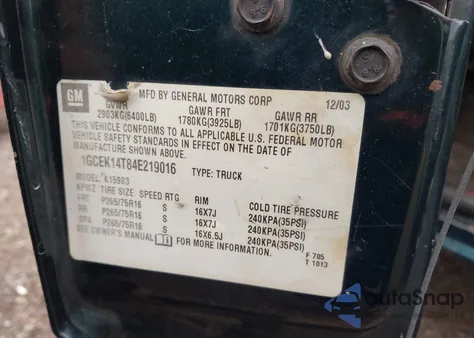 GM
MFD BY GENERAL MOTORS CORP 12/03
GVWR GAWR FRT GAWR RR
2903KG(6400LB) 1780KG(3925LB) 1701KG(3750LB)
THIS VEHICLE CONFORMS TO ALL APPLICABLE U.S. FEDERAL MOTOR
VEHICLE SAFETY STANDARDS IN EFFECT ON THE DATE OF
MANUFACTURE SHOWN ABOVE.
1GCEK14T84E219016 TYPE: TRUCK
MODEL: K15903
TIRE SIZE SPEED RTG RIM COLD TIRE PRESSURE
FRT P265/75R16 S 16X7J 240KPA(35PSI)
RR P265/75R16 S 16X7J 240KPA(35PSI)
SPA P265/75R16 S 16X6.5J 240KPA(35PSI)
SEE OWNER'S MANUAL FOR MORE INFORMATION.
F 705
T 1013
autoSnap